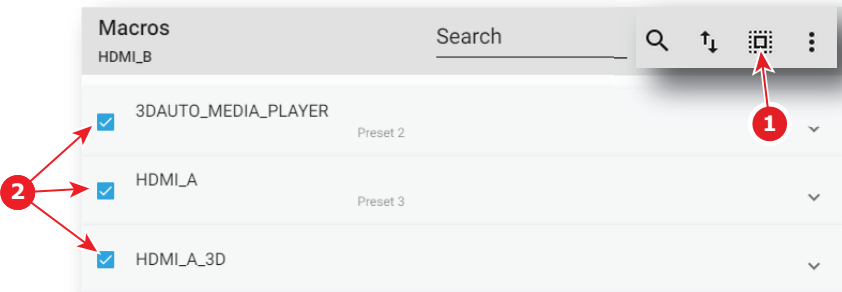 Macros
HDMI_B
Search
1
3DAUTO_MEDIA_PLAYER
Preset 2
2
HDMI_A
Preset 3
HDMI_A_3D